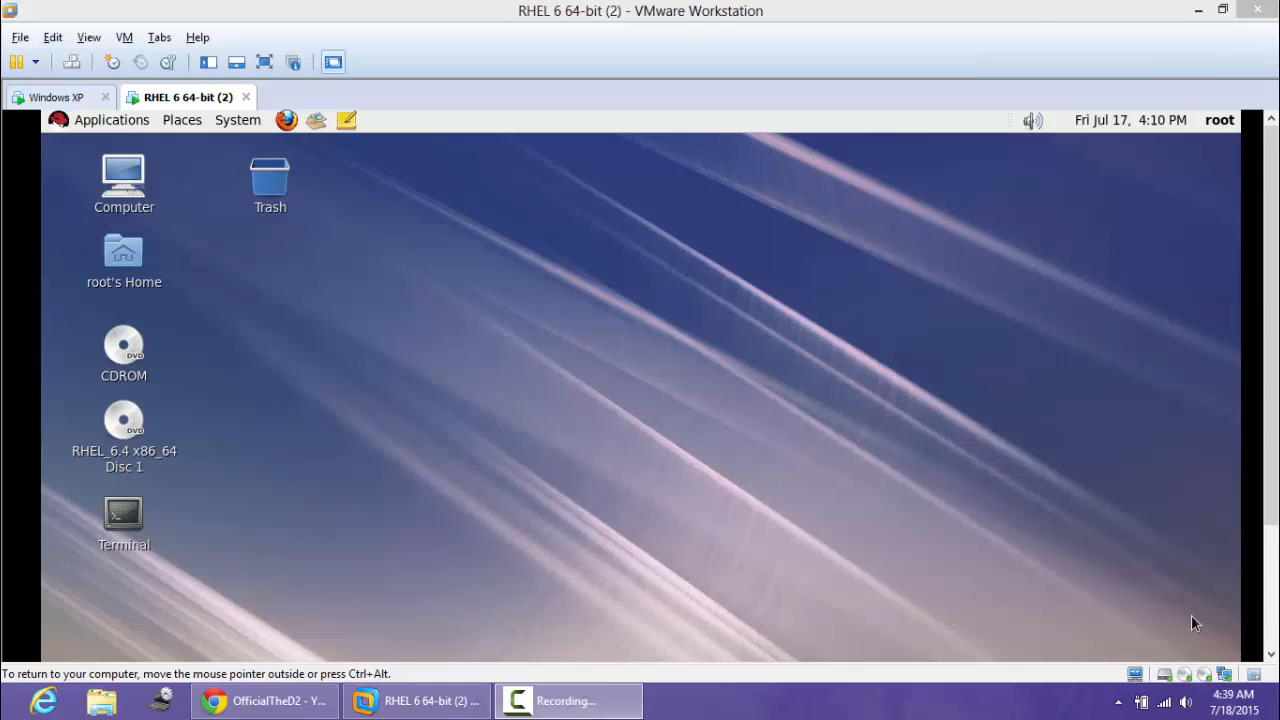 RHEL 6 64-bit (2) - VMware Workstation
File Edit View VM Tabs Help
Windows XP RHEL 6 64-bit (2)
Applications Places System Fri Jul 17, 4:10 PM root
Computer Trash
root's Home
DVD
CDROM
DVD
RHEL_6.4 x86_64
Disc 1
Terminal
To return to your computer, move the mouse pointer outside or press Ctrl+Alt.
OfficialTheD2 - Y... RHEL 6 64-bit (2) ... Recording... 4:39 AM
7/18/2015